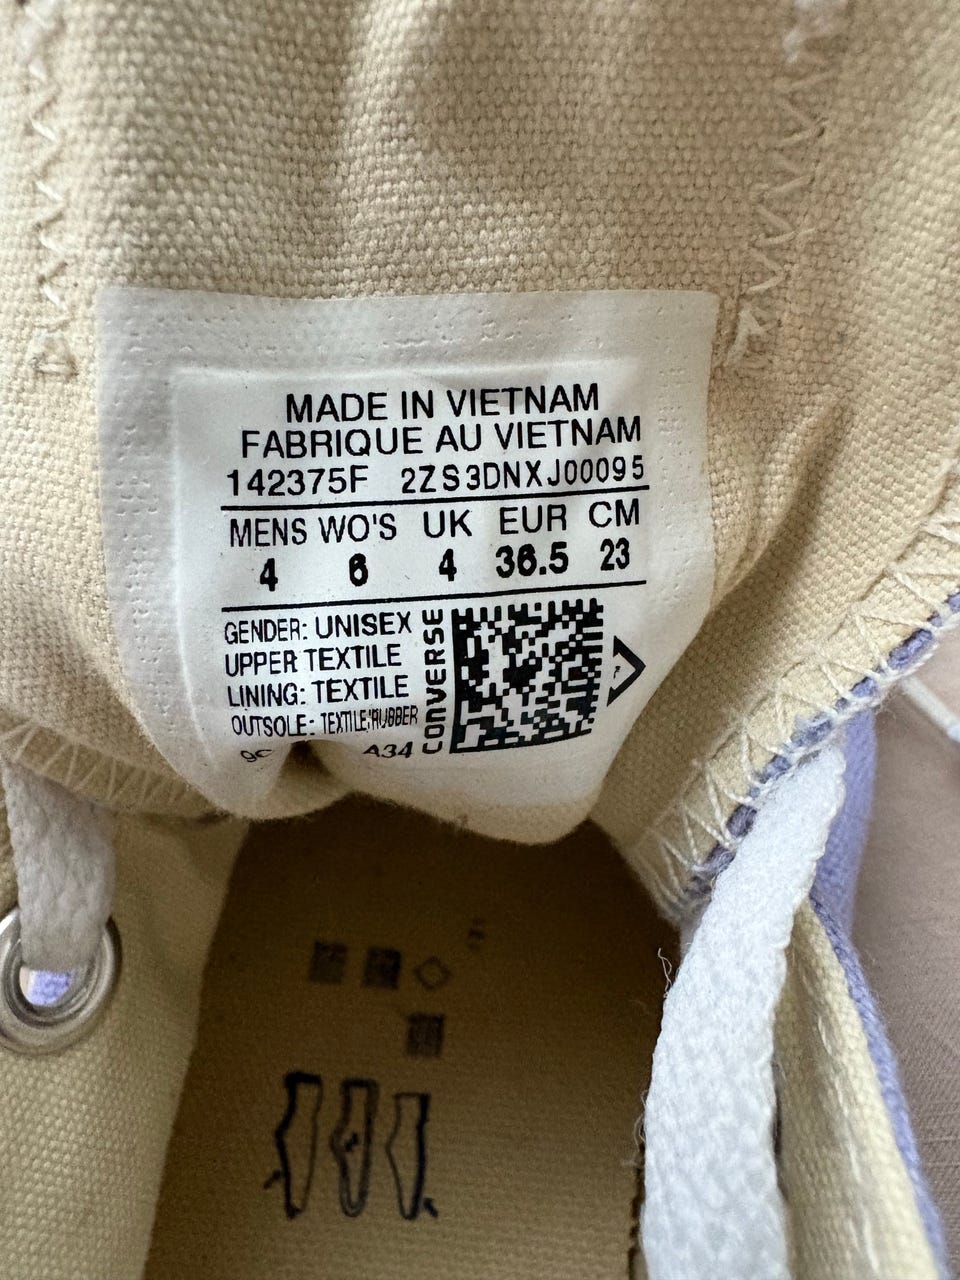 MADE IN VIETNAM
FABRIQUE AU VIETNAM
142375F 2ZS3DNXJ00095
MENS WO'S UK EUR CM
4 6 4 36.5 23
GENDER: UNISEX
UPPER TEXTILE
LINING: TEXTILE
OUTSOLE: TEXTILE/RUBBER
A34
CONVERSE